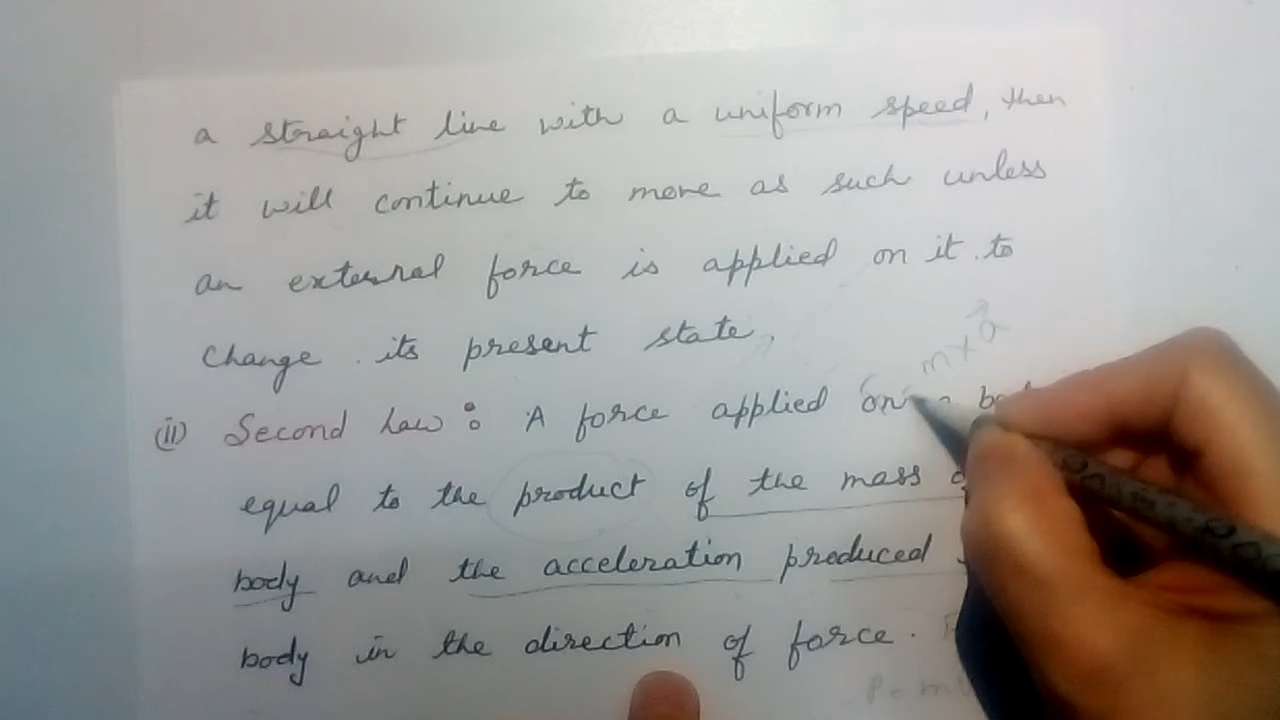 a straight line with a uniform speed, then
it will continue to move as such unless
an external force is applied on it to
change its present state,
m × a
(ii) Second Law : A force applied on
equal to the product of the mass
body and the acceleration produced
body in the direction of force.